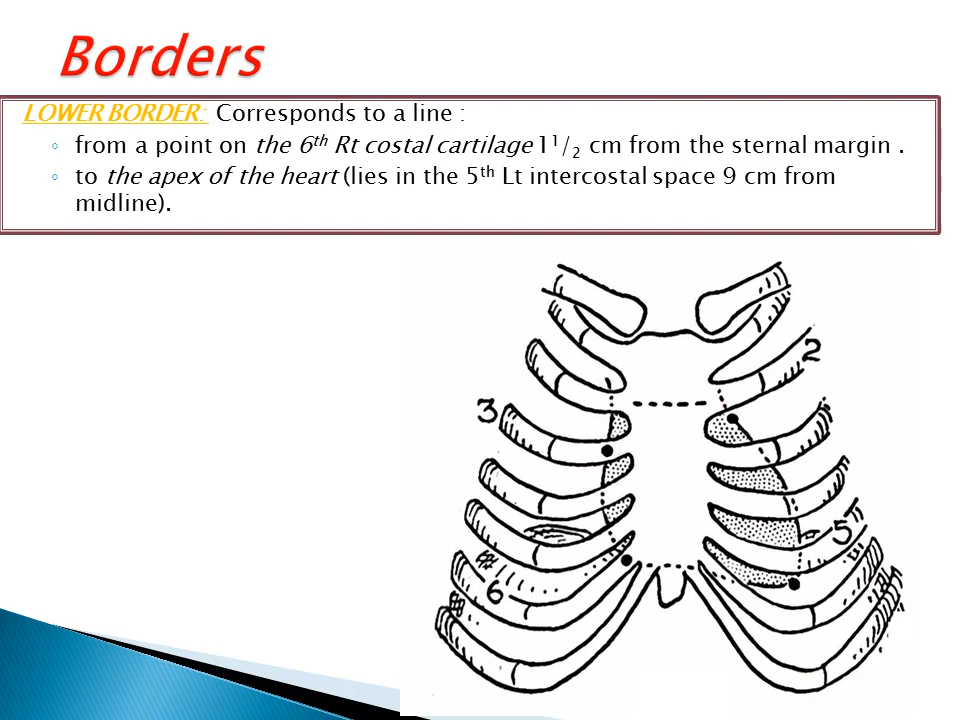 Borders
LOWER BORDER: Corresponds to a line :
◦ from a point on the 6th Rt costal cartilage 1 1/2 cm from the sternal margin .
◦ to the apex of the heart (lies in the 5th Lt intercostal space 9 cm from
midline).
2
3
5
6